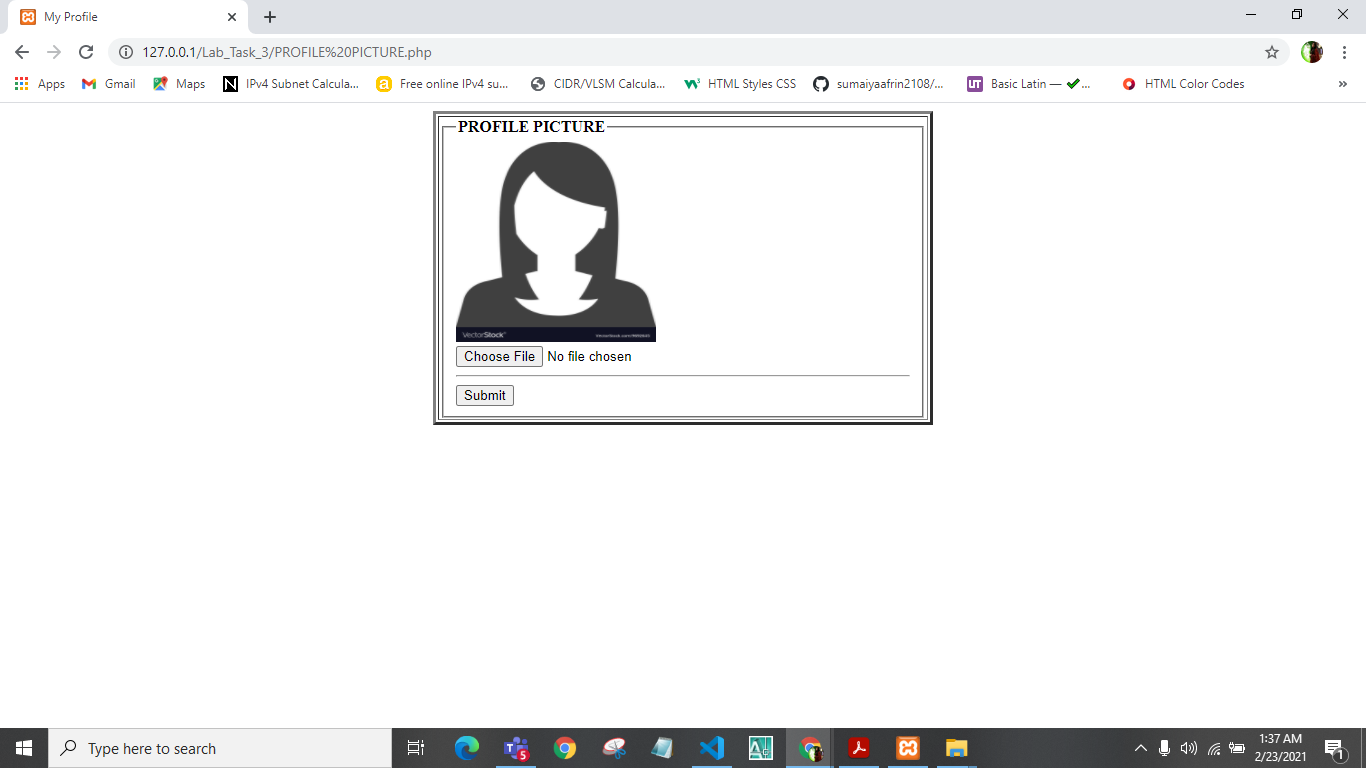 My Profile
127.0.0.1/Lab_Task_3/PROFILE%20PICTURE.php
Apps Gmail Maps IPv4 Subnet Calcula... Free online IPv4 su... CIDR/VLSM Calcula... HTML Styles CSS sumaiyaafrin2108/... Basic Latin — ✔... HTML Color Codes »
PROFILE PICTURE
VectorStock
Choose File No file chosen
Submit
Type here to search
5
1:37 AM
2/23/2021
1